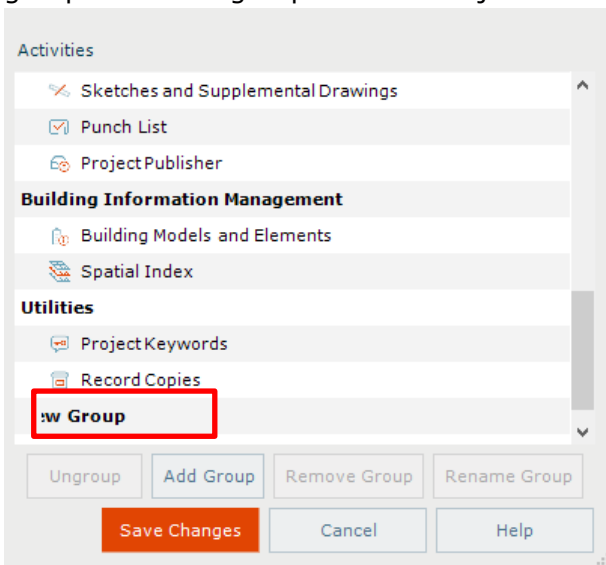 Activities
Sketches and Supplemental Drawings
Punch List
Project Publisher
Building Information Management
Building Models and Elements
Spatial Index
Utilities
Project Keywords
Record Copies
ew Group
Ungroup Add Group Remove Group Rename Group
Save Changes Cancel Help